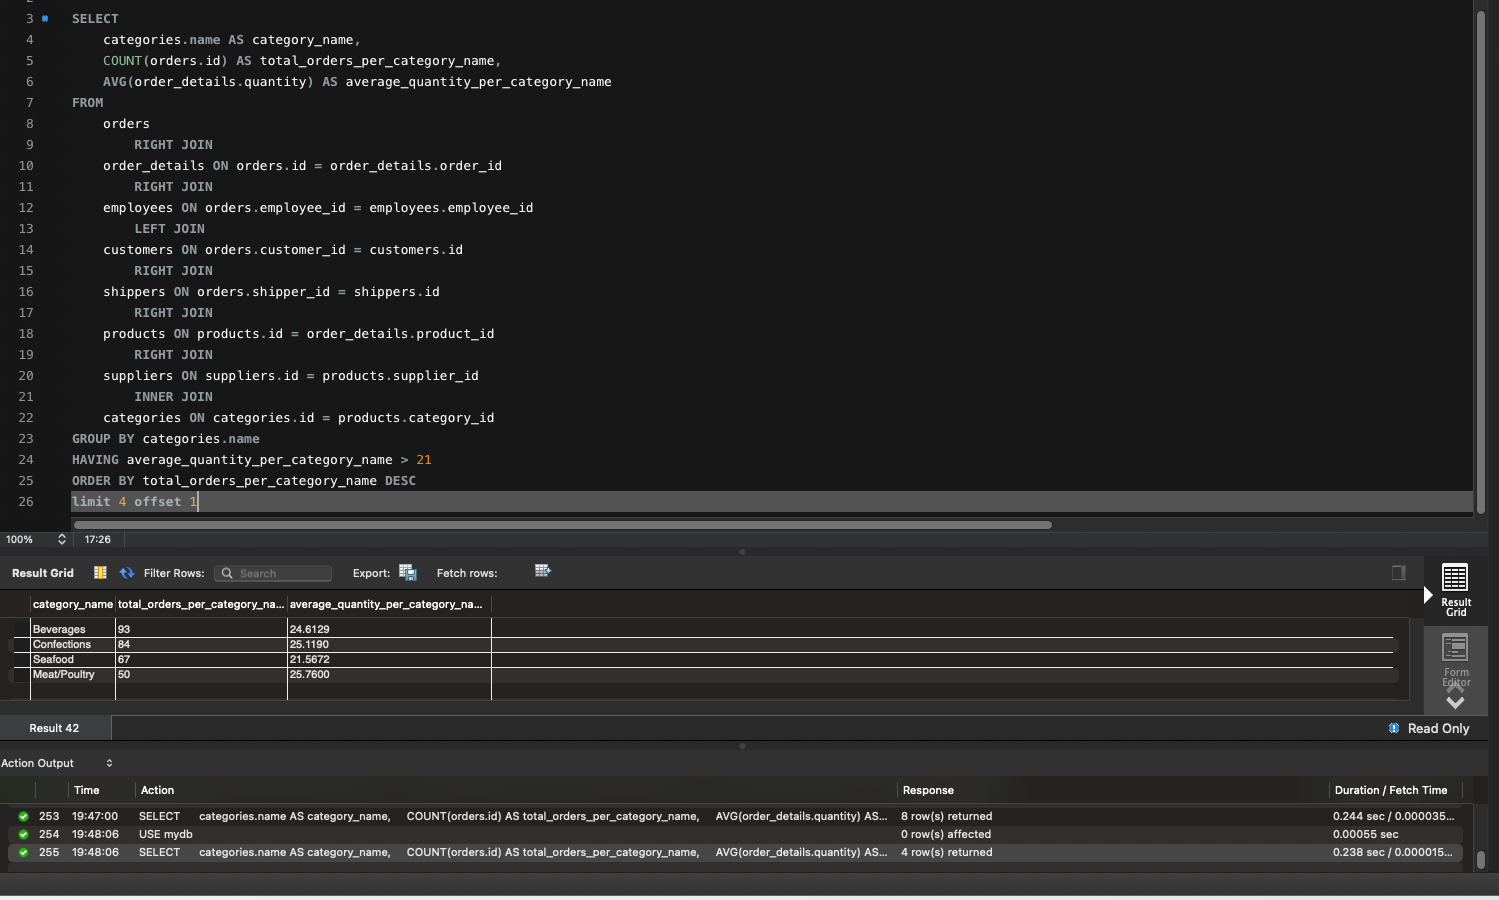 3 SELECT
4 categories.name AS category_name,
5 COUNT(orders.id) AS total_orders_per_category_name,
6 AVG(order_details.quantity) AS average_quantity_per_category_name
7 FROM
8 orders
9 RIGHT JOIN
10 order_details ON orders.id = order_details.order_id
11 RIGHT JOIN
12 employees ON orders.employee_id = employees.employee_id
13 LEFT JOIN
14 customers ON orders.customer_id = customers.id
15 RIGHT JOIN
16 shippers ON orders.shipper_id = shippers.id
17 RIGHT JOIN
18 products ON products.id = order_details.product_id
19 RIGHT JOIN
20 suppliers ON suppliers.id = products.supplier_id
21 INNER JOIN
22 categories ON categories.id = products.category_id
23 GROUP BY categories.name
24 HAVING average_quantity_per_category_name > 21
25 ORDER BY total_orders_per_category_name DESC
26 limit 4 offset 1
100% 17:26
Result Grid Filter Rows: Search Export: Fetch rows:
category_name total_orders_per_category_na... average_quantity_per_category_na...
Beverages 93 24.6129
Confections 84 25.1190
Seafood 67 21.5672
Meat/Poultry 50 25.7600
Result
Grid
Form
Editor
Result 42 Read Only
Action Output
Time Action Response Duration / Fetch Time
253 19:47:00 SELECT categories.name AS category_name, COUNT(orders.id) AS total_orders_per_category_name, AVG(order_details.quantity) AS... 8 row(s) returned 0.244 sec / 0.000035...
254 19:48:06 USE mydb 0 row(s) affected 0.00055 sec
255 19:48:06 SELECT categories.name AS category_name, COUNT(orders.id) AS total_orders_per_category_name, AVG(order_details.quantity) AS... 4 row(s) returned 0.238 sec / 0.000015...